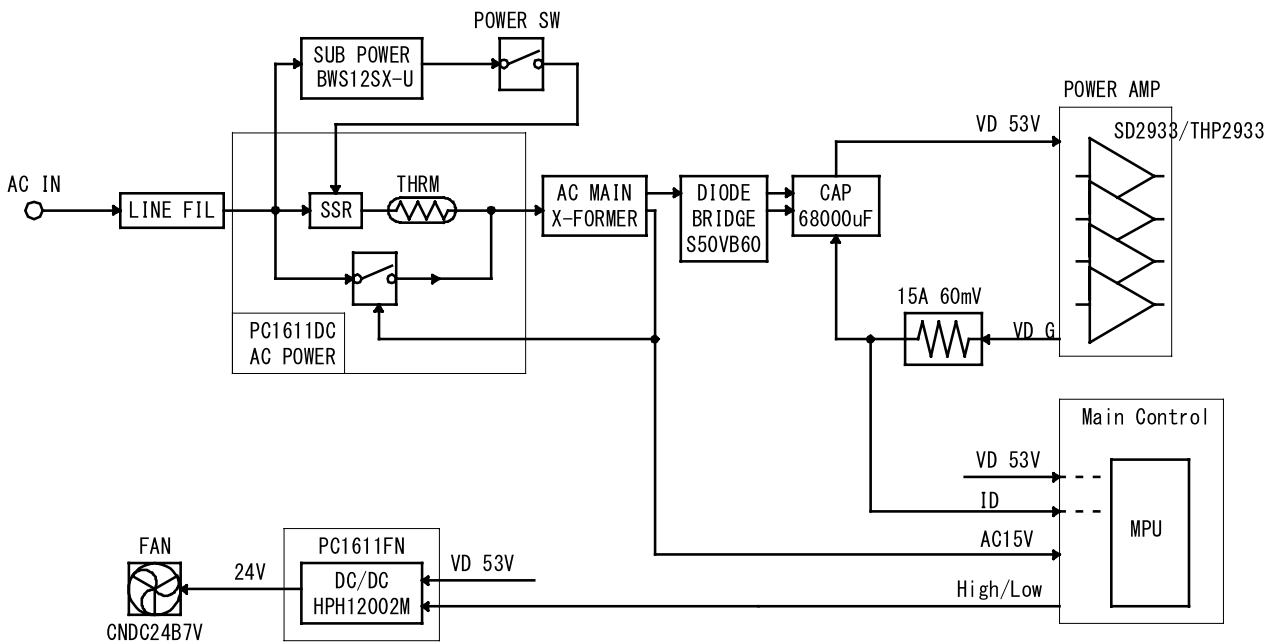 POWER SW
SUB POWER
BWS12SX-U
POWER AMP
VD 53V
SD2933/THP2933
AC IN
LINE FIL
SSR
THRM
AC MAIN
X-FORMER
DIODE
BRIDGE
S50VB60
CAP
68000uF
15A 60mV
VD G
PC1611DC
AC POWER
Main Control
VD 53V
ID
MPU
AC15V
High/Low
FAN
24V
PC1611FN
DC/DC
HPH12002M
VD 53V
CNDC24B7V